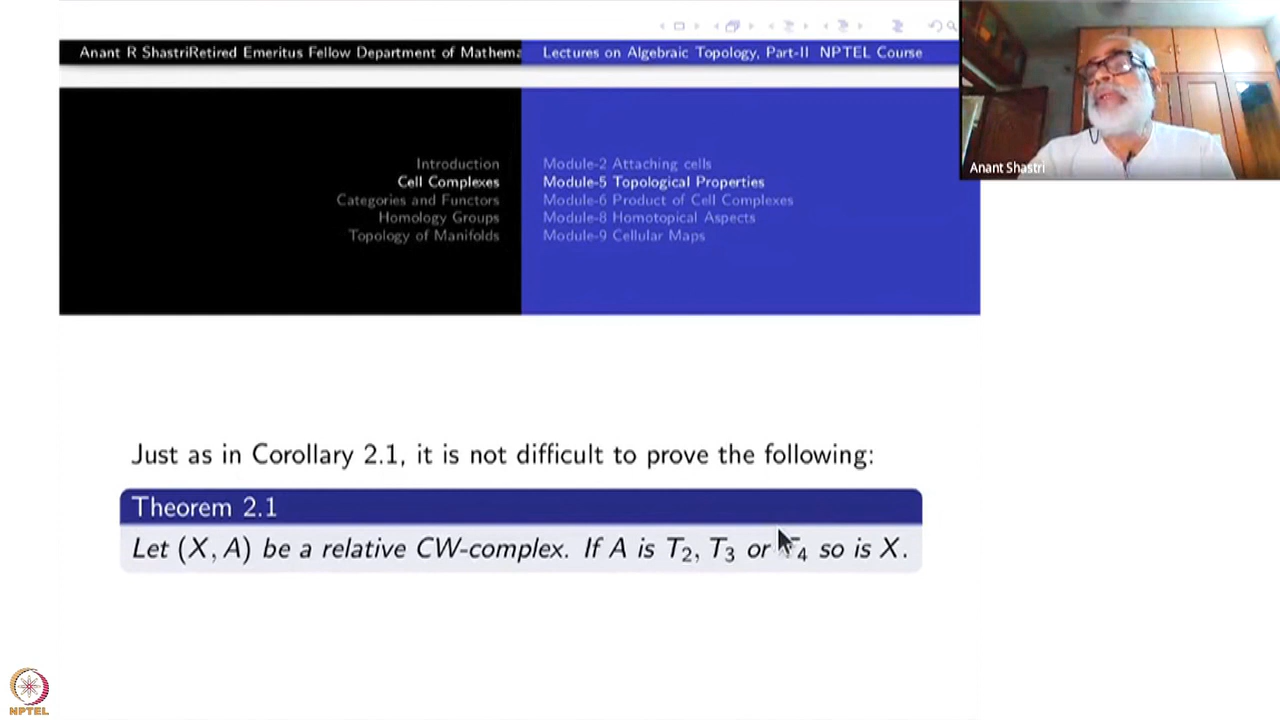 Anant R ShastriRetired Emeritus Fellow Department of Mathema
Lectures on Algebraic Topology, Part-II NPTEL Course
Introduction
Cell Complexes
Categories and Functors
Homology Groups
Topology of Manifolds
Module-2 Attaching cells
Module-5 Topological Properties
Module-6 Product of Cell Complexes
Module-8 Homotopical Aspects
Module-9 Cellular Maps
Anant Shastri
Just as in Corollary 2.1, it is not difficult to prove the following:
Theorem 2.1
Let (X, A) be a relative CW-complex. If A is T₂, T₃ or T₄ so is X.
NPTEL